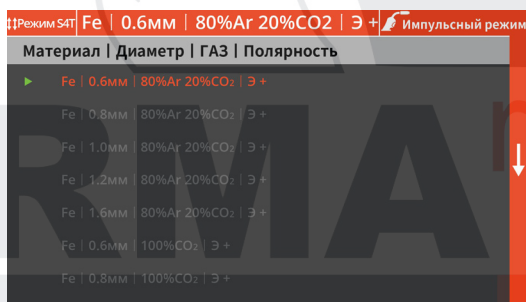 Режим S4T Fe | 0.6мм | 80%Ar 20%CO2 | Э + Импульсный режим
Материал | Диаметр | ГАЗ | Полярность
Fe | 0.6мм | 80%Ar 20%CO₂ | Э +
Fe | 0.8мм | 80%Ar 20%CO₂ | Э +
Fe | 1.0мм | 80%Ar 20%CO₂ | Э +
Fe | 1.2мм | 80%Ar 20%CO₂ | Э +
Fe | 1.6мм | 80%Ar 20%CO₂ | Э +
Fe | 0.6мм | 100%CO₂ | Э +
Fe | 0.8мм | 100%CO₂ | Э +
RMA